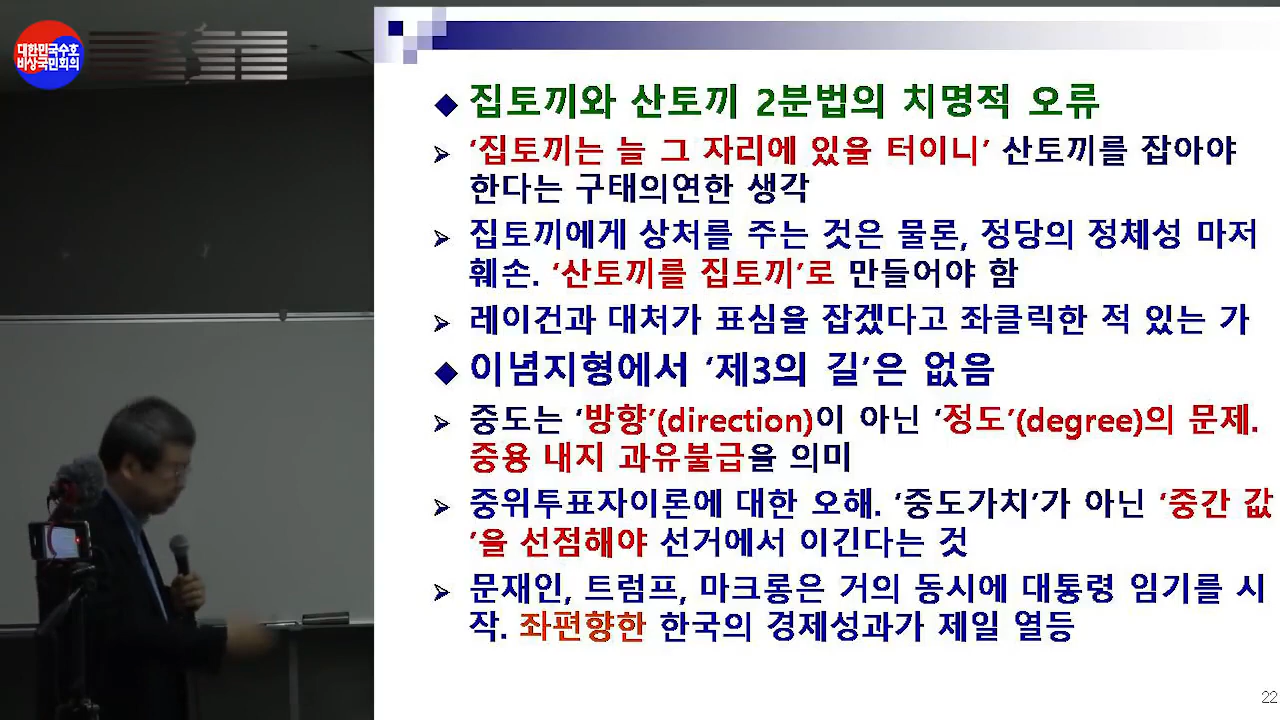 대한민국수호
비상국민회의
◆ 집토끼와 산토끼 2분법의 치명적 오류
➢ '집토끼는 늘 그 자리에 있을 터이니' 산토끼를 잡아야
한다는 구태의연한 생각
➢ 집토끼에게 상처를 주는 것은 물론, 정당의 정체성 마저
훼손. '산토끼를 집토끼'로 만들어야 함
➢ 레이건과 대처가 표심을 잡겠다고 좌클릭한 적 있는 가
◆ 이념지형에서 '제3의 길'은 없음
➢ 중도는 '방향'(direction)이 아닌 '정도'(degree)의 문제.
중용 내지 과유불급을 의미
➢ 중위투표자이론에 대한 오해. '중도가치'가 아닌 '중간 값
'을 선점해야 선거에서 이긴다는 것
➢ 문재인, 트럼프, 마크롱은 거의 동시에 대통령 임기를 시
작. 좌편향한 한국의 경제성과가 제일 열등
22